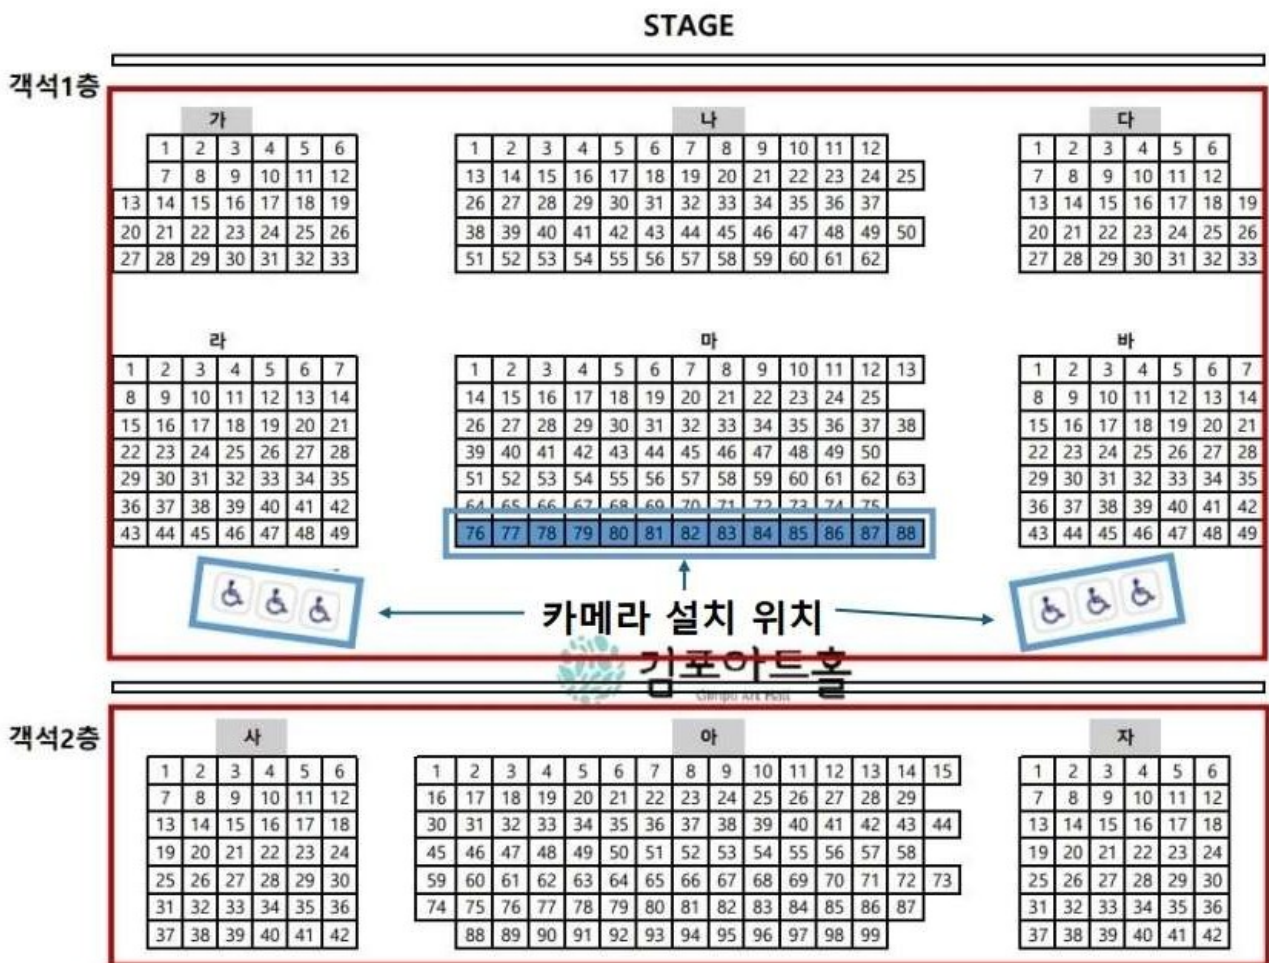 STAGE
객석1층
가 나 다
1 2 3 4 5 6 1 2 3 4 5 6 7 8 9 10 11 12 1 2 3 4 5 6
7 8 9 10 11 12 13 14 15 16 17 18 19 20 21 22 23 24 25 7 8 9 10 11 12
13 14 15 16 17 18 19 26 27 28 29 30 31 32 33 34 35 36 37 13 14 15 16 17 18 19
20 21 22 23 24 25 26 38 39 40 41 42 43 44 45 46 47 48 49 50 20 21 22 23 24 25 26
27 28 29 30 31 32 33 51 52 53 54 55 56 57 58 59 60 61 62 27 28 29 30 31 32 33
라 마 바
1 2 3 4 5 6 7 1 2 3 4 5 6 7 8 9 10 11 12 13 1 2 3 4 5 6 7
8 9 10 11 12 13 14 14 15 16 17 18 19 20 21 22 23 24 25 8 9 10 11 12 13 14
15 16 17 18 19 20 21 26 27 28 29 30 31 32 33 34 35 36 37 38 15 16 17 18 19 20 21
22 23 24 25 26 27 28 39 40 41 42 43 44 45 46 47 48 49 50 22 23 24 25 26 27 28
29 30 31 32 33 34 35 51 52 53 54 55 56 57 58 59 60 61 62 63 29 30 31 32 33 34 35
36 37 38 39 40 41 42 64 65 66 67 68 69 70 71 72 73 74 75 36 37 38 39 40 41 42
43 44 45 46 47 48 49 76 77 78 79 80 81 82 83 84 85 86 87 88 43 44 45 46 47 48 49
카메라 설치 위치
김포아트홀
Gimpo Art Hall
객석2층
사 아 자
1 2 3 4 5 6 1 2 3 4 5 6 7 8 9 10 11 12 13 14 15 1 2 3 4 5 6
7 8 9 10 11 12 16 17 18 19 20 21 22 23 24 25 26 27 28 29 7 8 9 10 11 12
13 14 15 16 17 18 30 31 32 33 34 35 36 37 38 39 40 41 42 43 44 13 14 15 16 17 18
19 20 21 22 23 24 45 46 47 48 49 50 51 52 53 54 55 56 57 58 19 20 21 22 23 24
25 26 27 28 29 30 59 60 61 62 63 64 65 66 67 68 69 70 71 72 73 25 26 27 28 29 30
31 32 33 34 35 36 74 75 76 77 78 79 80 81 82 83 84 85 86 87 31 32 33 34 35 36
37 38 39 40 41 42 88 89 90 91 92 93 94 95 96 97 98 99 37 38 39 40 41 42